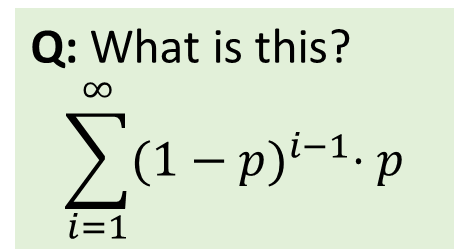 Q: What is this?
∞
∑(1 − p)^{i−1} · p
i=1